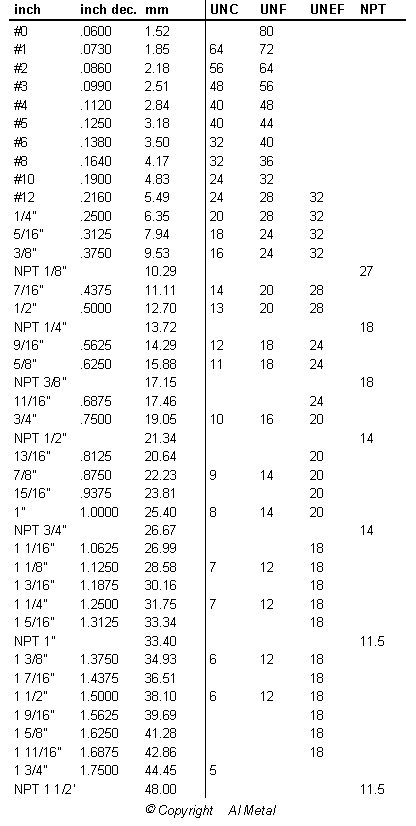 inch inch dec. mm UNC UNF UNEF NPT
#0 .0600 1.52 80
#1 .0730 1.85 64 72
#2 .0860 2.18 56 64
#3 .0991 2.51 48 56
#4 .1120 2.84 40 48
#5 .1250 3.18 40 44
#6 .1380 3.50 32 40
#8 .1640 4.17 32 36
#10 .1900 4.83 24 32
#12 .2160 5.49 24 28 32
1/4" .2500 6.35 20 28 32
5/16" .3125 7.94 18 24 32
3/8" .3750 9.53 16 24 32
NPT 1/8" 10.29 27
7/16" .4375 11.11 14 20 28
1/2" .5000 12.70 13 20 28
NPT 1/4" 13.72 18
9/16" .5625 14.29 12 18 24
5/8" .6250 15.88 11 18 24
NPT 3/8" 17.15 18
11/16" .6875 17.46 24
3/4" .7500 19.05 10 16 20
NPT 1/2" 21.34 14
13/16" .8125 20.64 20
7/8" .8750 22.23 9 14 20
15/16" .9375 23.81 20
1" 1.0000 25.40 8 14 20
NPT 3/4" 26.67 14
1 1/16" 1.0625 26.99 18
1 1/8" 1.1250 28.58 7 12 18
1 3/16" 1.1875 30.16 18
1 1/4" 1.2500 31.75 7 12 18
1 5/16" 1.3125 33.34 18
NPT 1" 33.40 11.5
1 3/8" 1.3750 34.93 6 12 18
1 7/16" 1.4375 36.51 18
1 1/2" 1.5000 38.10 6 12 18
1 9/16" 1.5625 39.69 18
1 5/8" 1.6250 41.28 18
1 11/16" 1.6875 42.86 18
1 3/4" 1.7500 44.45 5
NPT 1 1/2' 48.00 11.5
© Copyright Al Metal